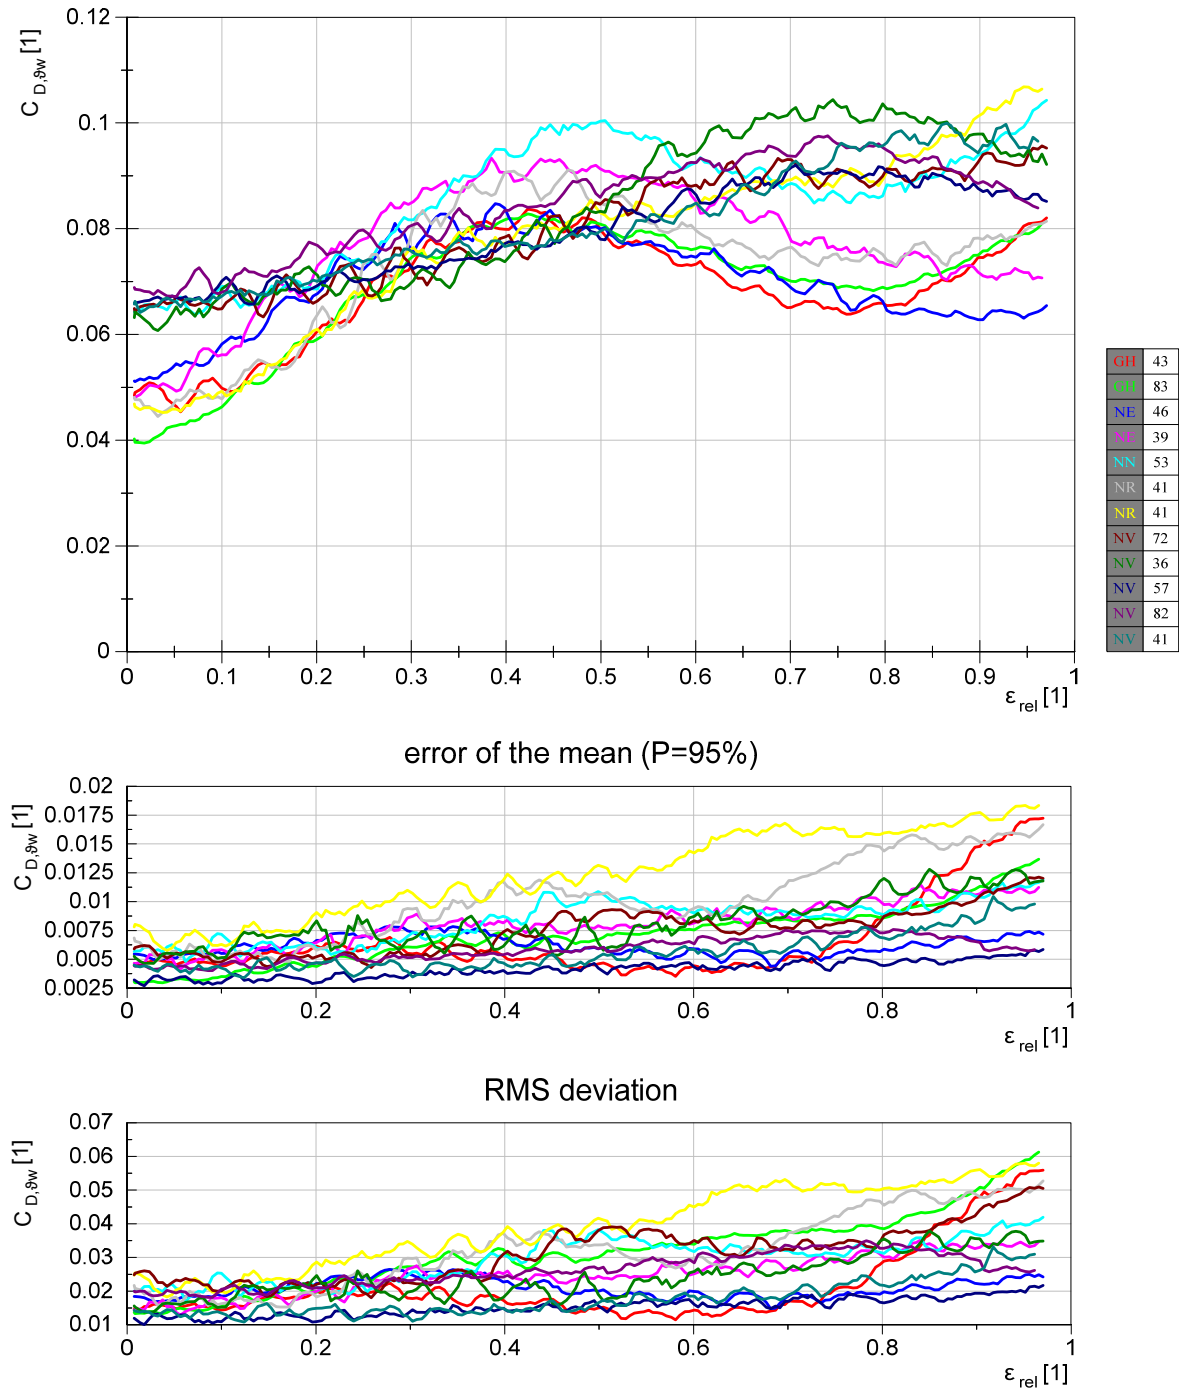 0.12
0.1
0.08
0.06
0.04
0.02
0
C D,ϑw [1]
0 0.1 0.2 0.3 0.4 0.5 0.6 0.7 0.8 0.9 1
ε rel [1]
GH 43
GH 83
NE 46
NE 39
NN 53
NR 41
NR 41
NV 72
NV 36
NV 57
NV 82
NV 41
error of the mean (P=95%)
0.02
0.0175
0.015
0.0125
0.01
0.0075
0.005
0.0025
C D,ϑw [1]
0 0.2 0.4 0.6 0.8 1
ε rel [1]
RMS deviation
0.07
0.06
0.05
0.04
0.03
0.02
0.01
C D,ϑw [1]
0 0.2 0.4 0.6 0.8 1
ε rel [1]